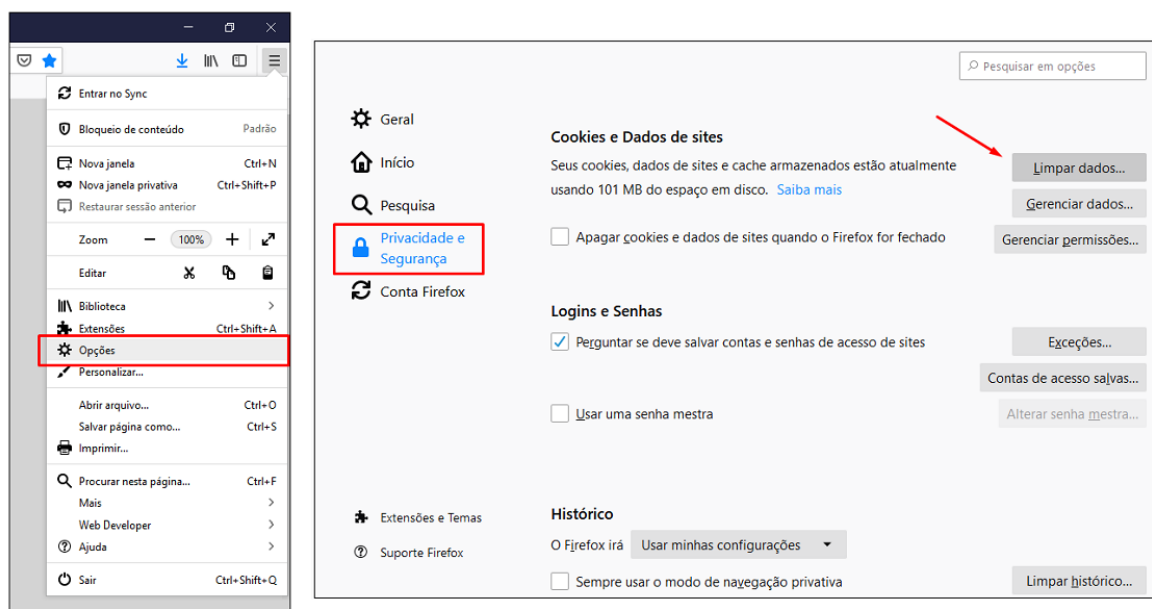 Entrar no Sync
Bloqueio de conteúdo Padrão
Nova janela Ctrl+N
Nova janela privativa Ctrl+Shift+P
Restaurar sessão anterior
Zoom 100%
Editar
Biblioteca
Extensões Ctrl+Shift+A
Opções
Personalizar...
Abrir arquivo... Ctrl+O
Salvar página como... Ctrl+S
Imprimir...
Procurar nesta página... Ctrl+F
Mais
Web Developer
Ajuda
Sair Ctrl+Shift+Q
Pesquisar em opções
Geral
Início
Pesquisa
Privacidade e
Segurança
Conta Firefox
Extensões e Temas
Suporte Firefox
Cookies e Dados de sites
Seus cookies, dados de sites e cache armazenados estão atualmente
usando 101 MB do espaço em disco. Saiba mais
Limpar dados...
Gerenciar dados...
Apagar cookies e dados de sites quando o Firefox for fechado
Gerenciar permissões...
Logins e Senhas
Perguntar se deve salvar contas e senhas de acesso de sites
Exceções...
Contas de acesso salvas...
Usar uma senha mestra
Alterar senha mestra...
Histórico
O Firefox irá Usar minhas configurações
Sempre usar o modo de navegação privativa
Limpar histórico...